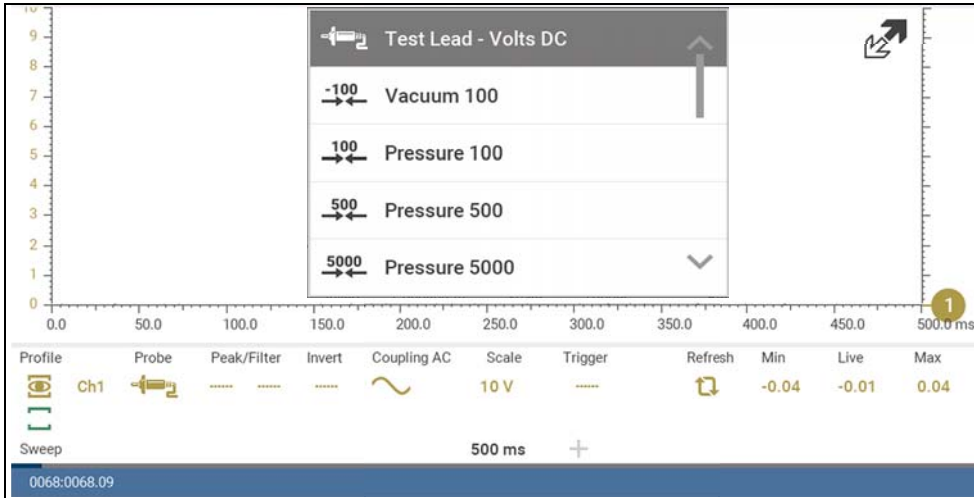 10
9
8
7
6
5
4
3
2
1
0
Test Lead - Volts DC
-100 Vacuum 100
100 Pressure 100
500 Pressure 500
5000 Pressure 5000
1
0.0 50.0 100.0 150.0 200.0 250.0 300.0 350.0 400.0 450.0 500.0 ms
Profile Probe Peak/Filter Invert Coupling AC Scale Trigger Refresh Min Live Max
Ch1 ------ ------ ------ 10 V ------ -0.04 -0.01 0.04
Sweep 500 ms +
0068:0068.09